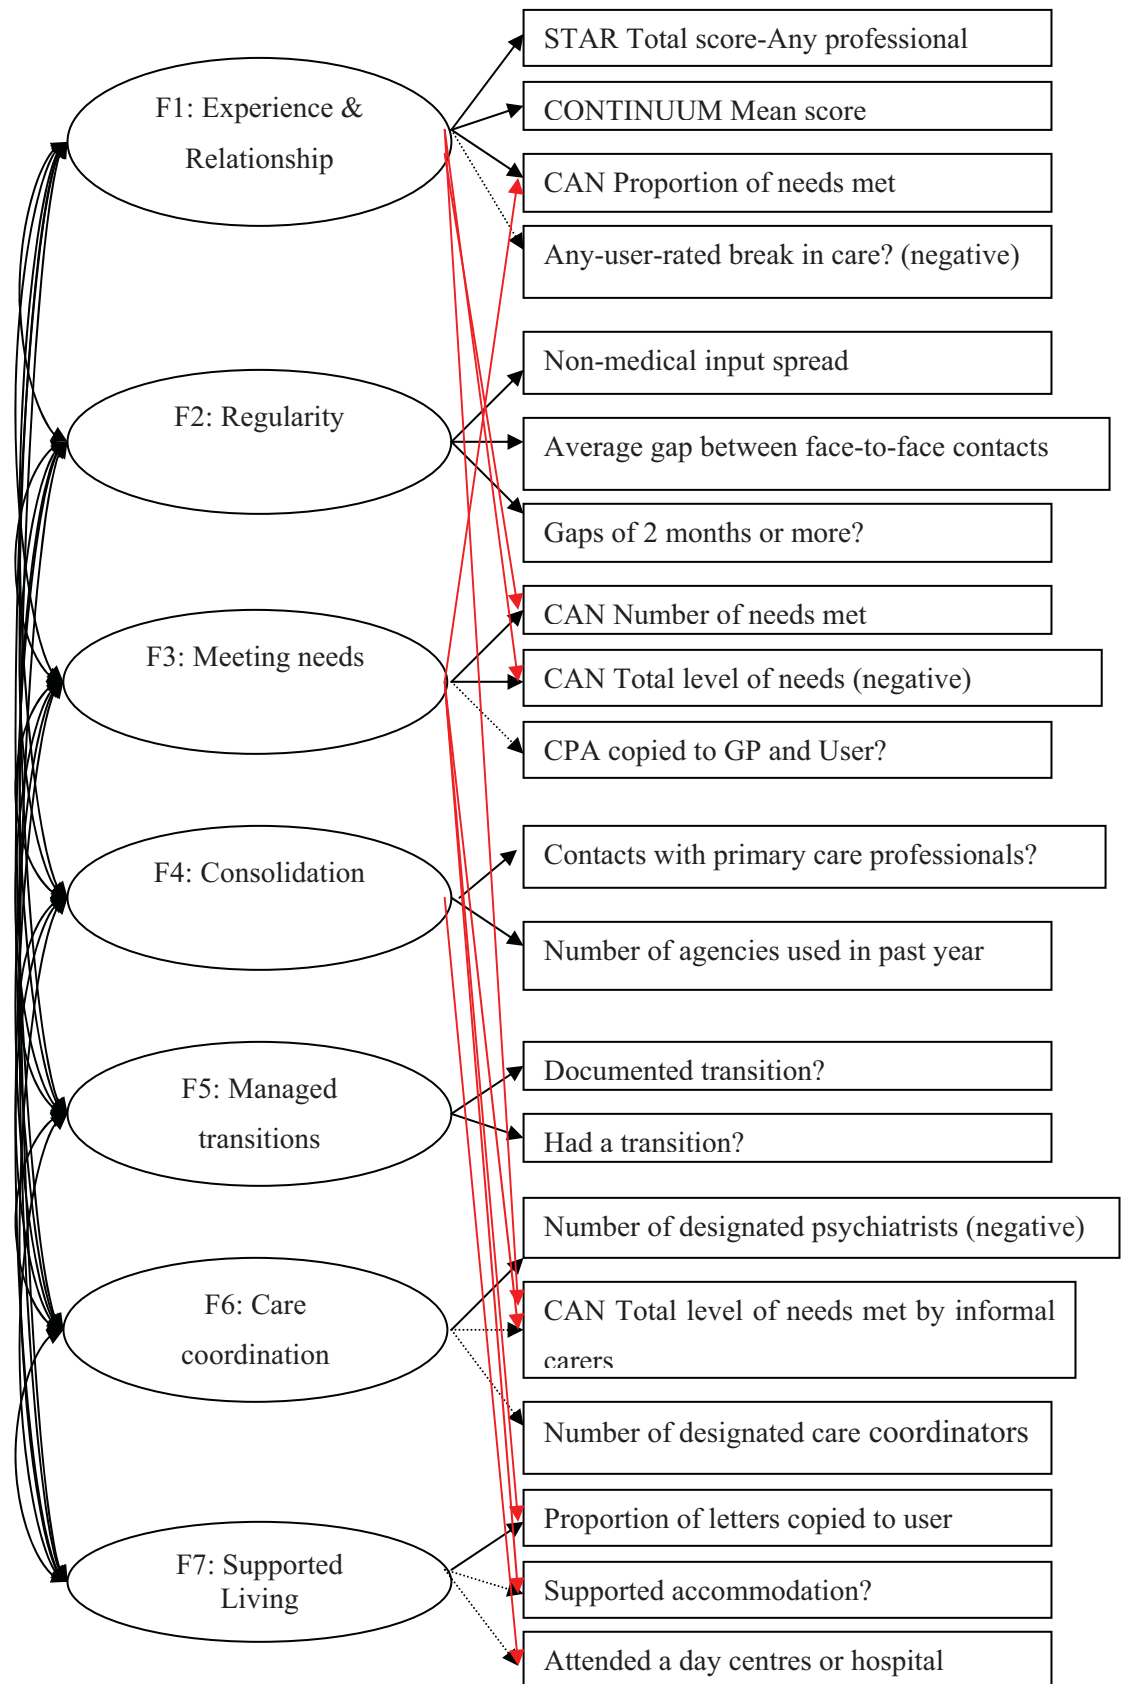 STAR Total score-Any professional
F1: Experience &
Relationship
CONTINUUM Mean score
CAN Proportion of needs met
Any-user-rated break in care? (negative)
Non-medical input spread
F2: Regularity
Average gap between face-to-face contacts
Gaps of 2 months or more?
CAN Number of needs met
F3: Meeting needs
CAN Total level of needs (negative)
CPA copied to GP and User?
Contacts with primary care professionals?
F4: Consolidation
Number of agencies used in past year
Documented transition?
F5: Managed
transitions
Had a transition?
Number of designated psychiatrists (negative)
F6: Care
coordination
CAN Total level of needs met by informal
carers
Number of designated care coordinators
Proportion of letters copied to user
F7: Supported
Living
Supported accommodation?
Attended a day centres or hospital